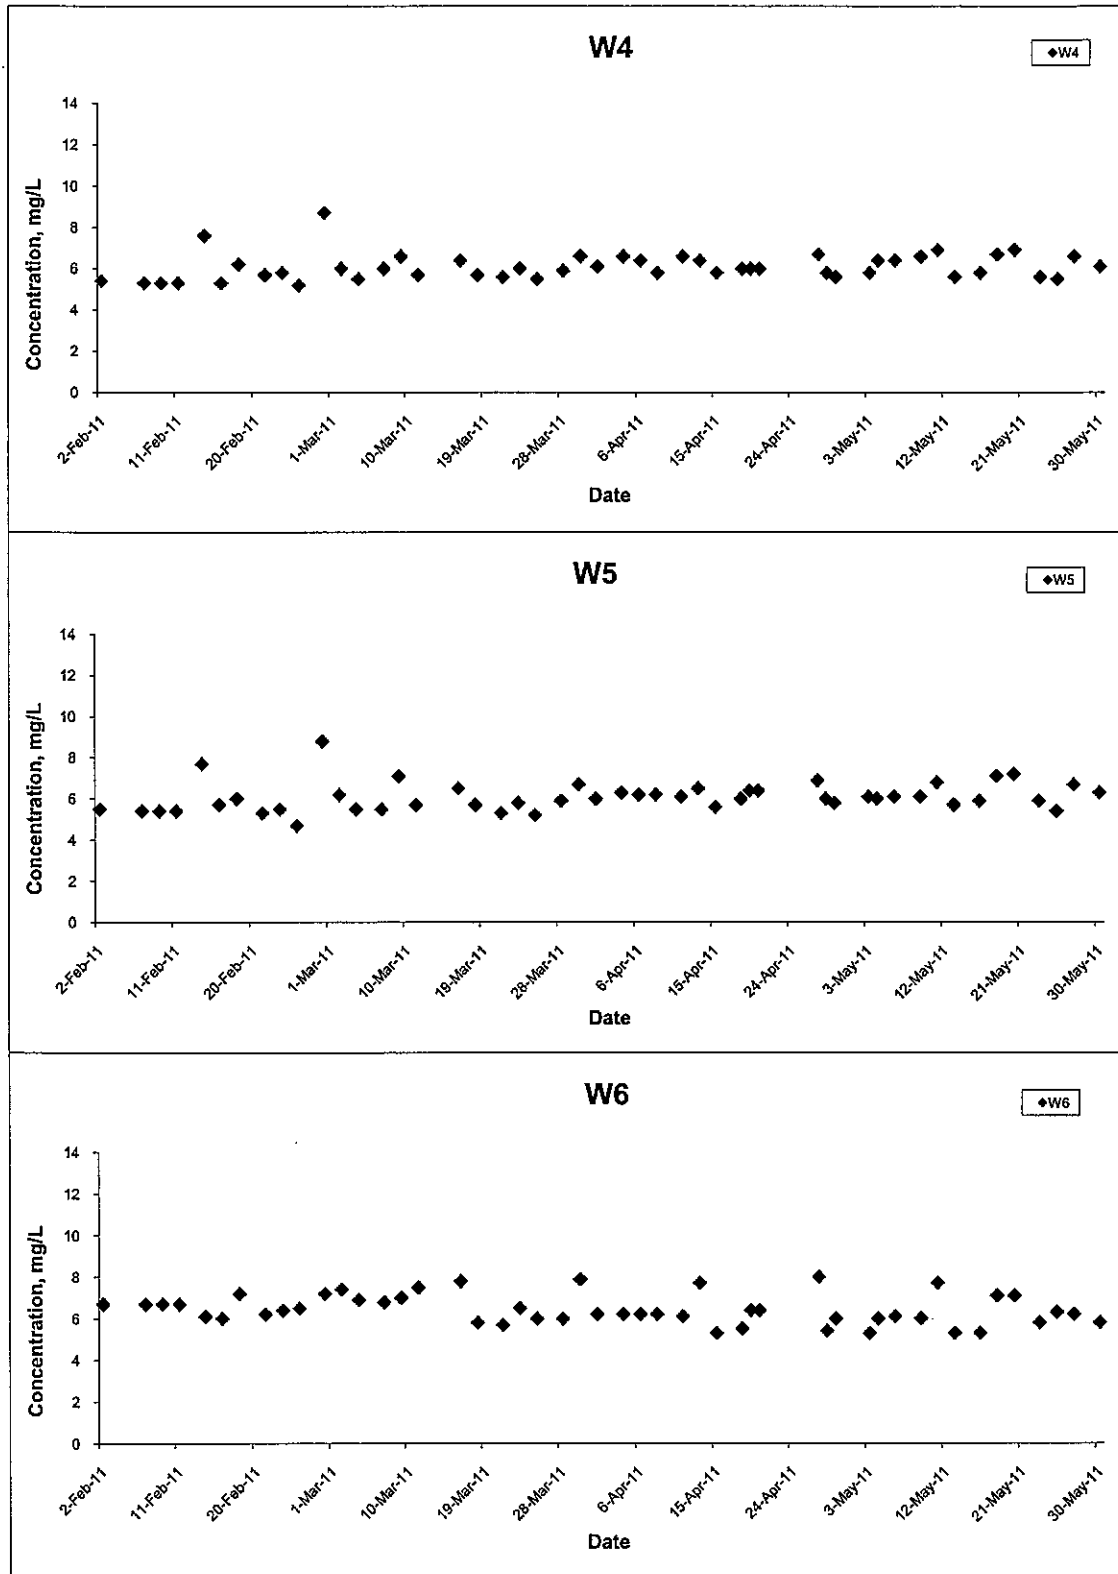 W4
◆W4
Concentration, mg/L
14
12
10
8
6
4
2
0
2-Feb-11
11-Feb-11
20-Feb-11
1-Mar-11
10-Mar-11
19-Mar-11
28-Mar-11
6-Apr-11
15-Apr-11
24-Apr-11
3-May-11
12-May-11
21-May-11
30-May-11
Date
W5
◆W5
Concentration, mg/L
14
12
10
8
6
4
2
0
2-Feb-11
11-Feb-11
20-Feb-11
1-Mar-11
10-Mar-11
19-Mar-11
28-Mar-11
6-Apr-11
15-Apr-11
24-Apr-11
3-May-11
12-May-11
21-May-11
30-May-11
Date
W6
◆W6
Concentration, mg/L
14
12
10
8
6
4
2
0
2-Feb-11
11-Feb-11
20-Feb-11
1-Mar-11
10-Mar-11
19-Mar-11
28-Mar-11
6-Apr-11
15-Apr-11
24-Apr-11
3-May-11
12-May-11
21-May-11
30-May-11
Date